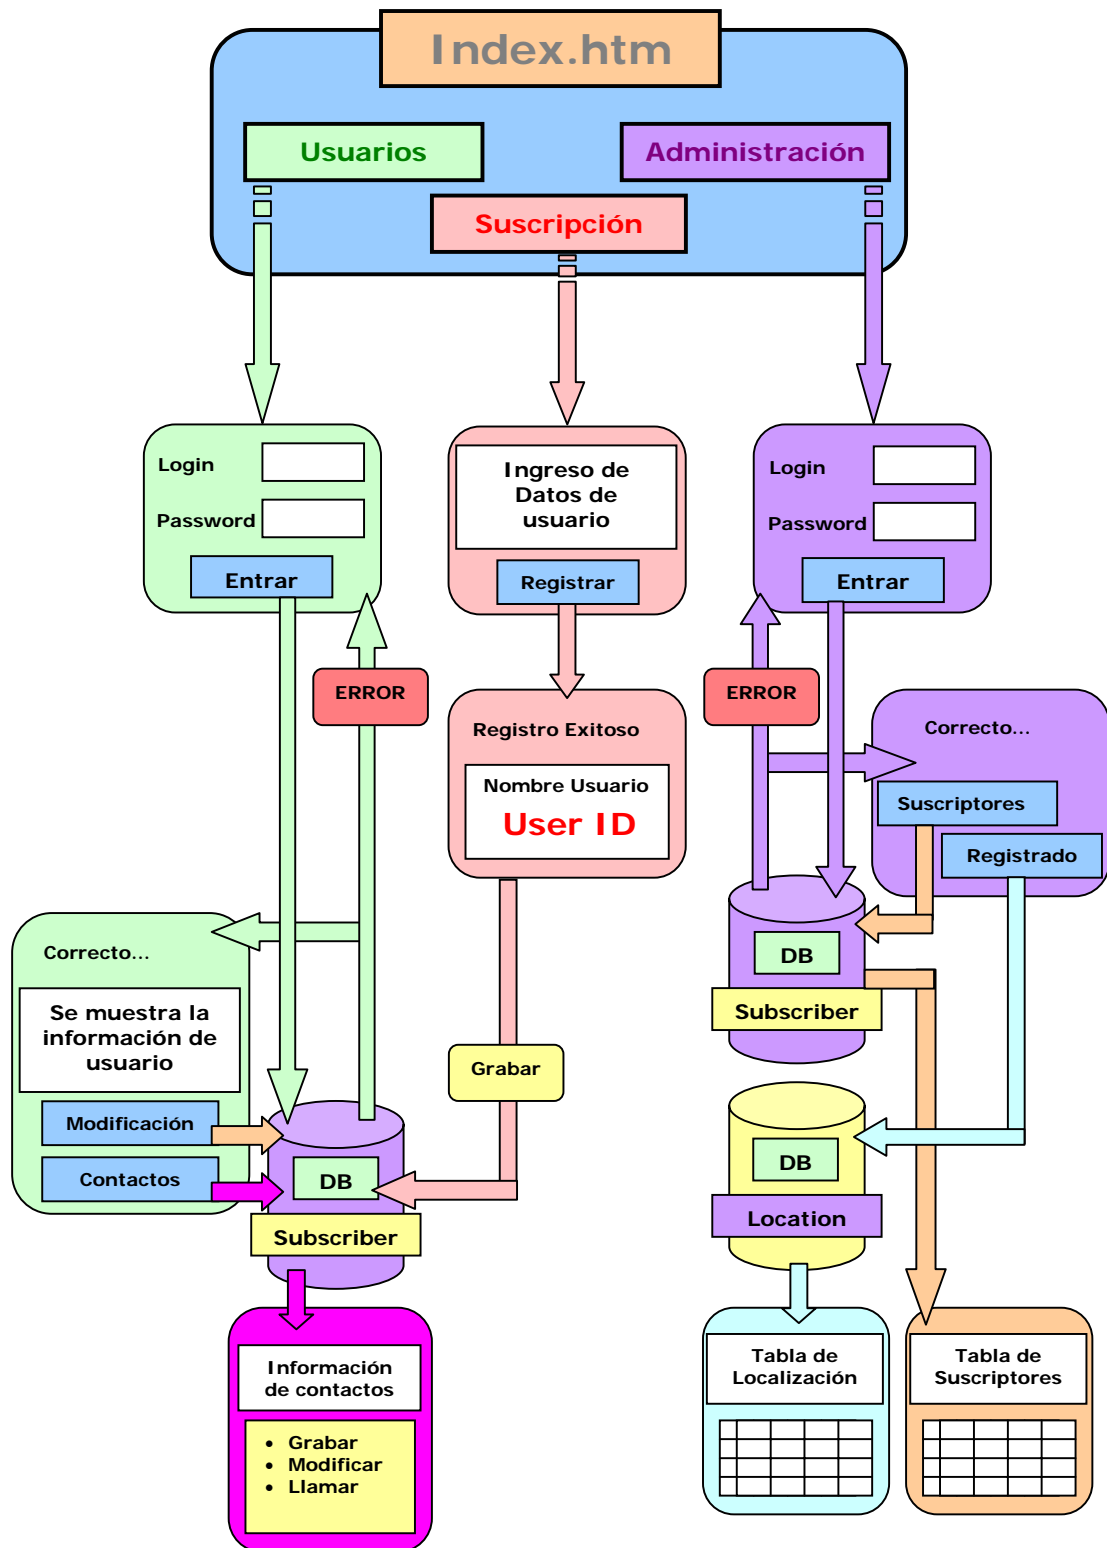 Index.htm
Usuarios
Administración
Suscripción
Login
Password
Entrar
Ingreso de
Datos de
usuario
Registrar
Login
Password
Entrar
ERROR
ERROR
Registro Exitoso
Nombre Usuario
User ID
Correcto...
Suscriptores
Registrado
Correcto...
Se muestra la
información de
usuario
Modificación
Contactos
DB
Subscriber
Grabar
DB
Subscriber
DB
Location
Información
de contactos
• Grabar
• Modificar
• Llamar
Tabla de
Localización
Tabla de
Suscriptores